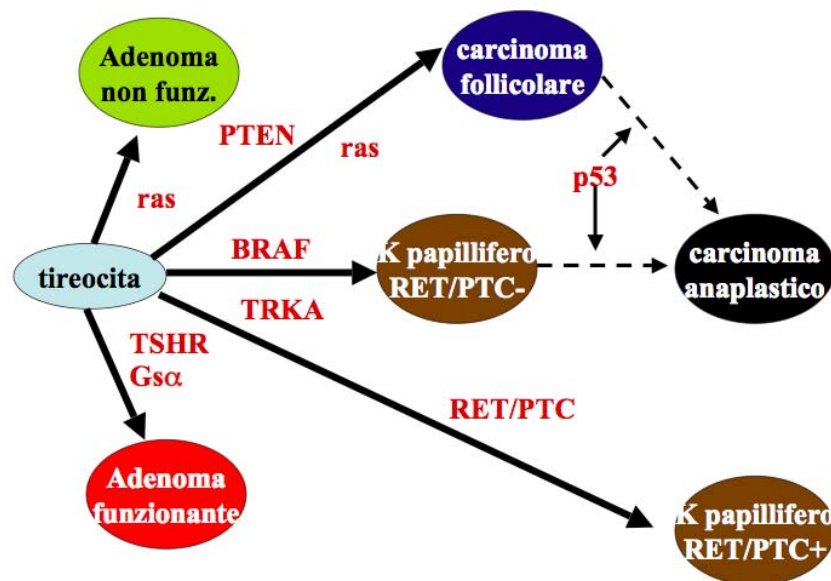 Adenoma
non funz.
carcinoma
follicolare
PTEN
ras
ras
p53
BRAF
K papillifero
RET/PTC-
carcinoma
anaplastico
tireocita
TRKA
TSHR
Gsα
RET/PTC
Adenoma
funzionante
K papillifero
RET/PTC+